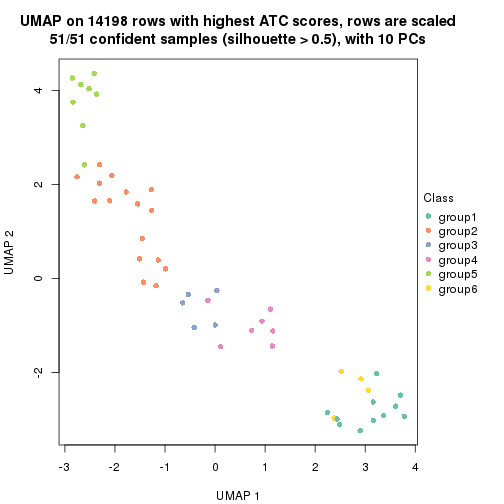 UMAP on 14198 rows with highest ATC scores, rows are scaled
51/51 confident samples (silhouette > 0.5), with 10 PCs
4
2
0
-2
UMAP 2
-3
-2
-1
0
1
2
3
4
UMAP 1
Class
group1
group2
group3
group4
group5
group6